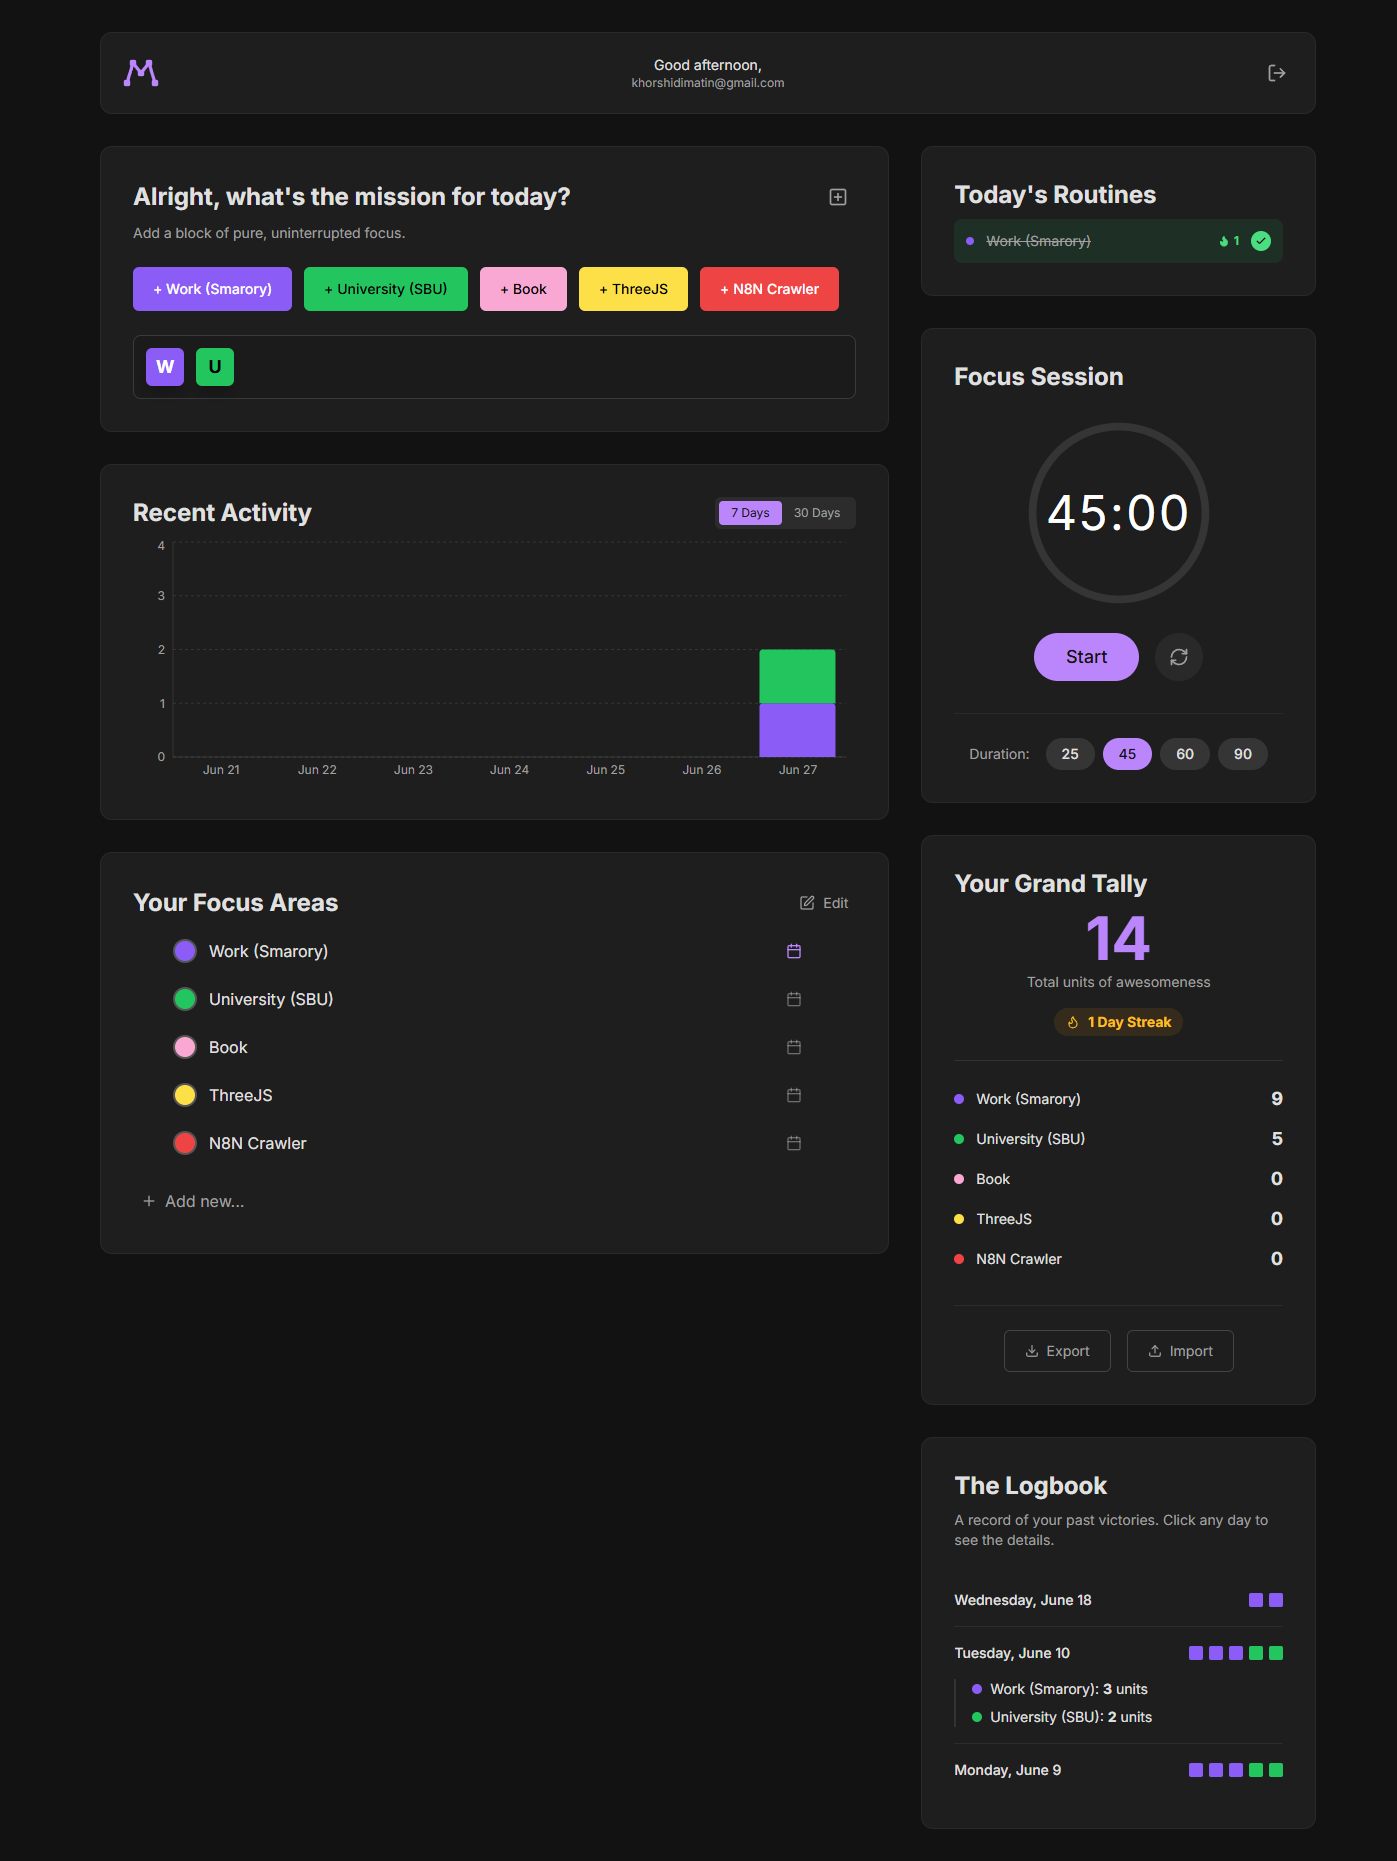 Good afternoon,
khorshidimatin@gmail.com
Alright, what's the mission for today?
Add a block of pure, uninterrupted focus.
+ Work (Smarory)
+ University (SBU)
+ Book
+ ThreeJS
+ N8N Crawler
W
U
Recent Activity
7 Days
30 Days
4
3
2
1
0
Jun 21
Jun 22
Jun 23
Jun 24
Jun 25
Jun 26
Jun 27
Your Focus Areas
Edit
Work (Smarory)
University (SBU)
Book
ThreeJS
N8N Crawler
+ Add new...
Today's Routines
Work (Smarory)
1
Focus Session
45:00
Start
Duration:
25
45
60
90
Your Grand Tally
14
Total units of awesomeness
1 Day Streak
Work (Smarory) 9
University (SBU) 5
Book 0
ThreeJS 0
N8N Crawler 0
Export
Import
The Logbook
A record of your past victories. Click any day to
see the details.
Wednesday, June 18
Tuesday, June 10
Work (Smarory): 3 units
University (SBU): 2 units
Monday, June 9